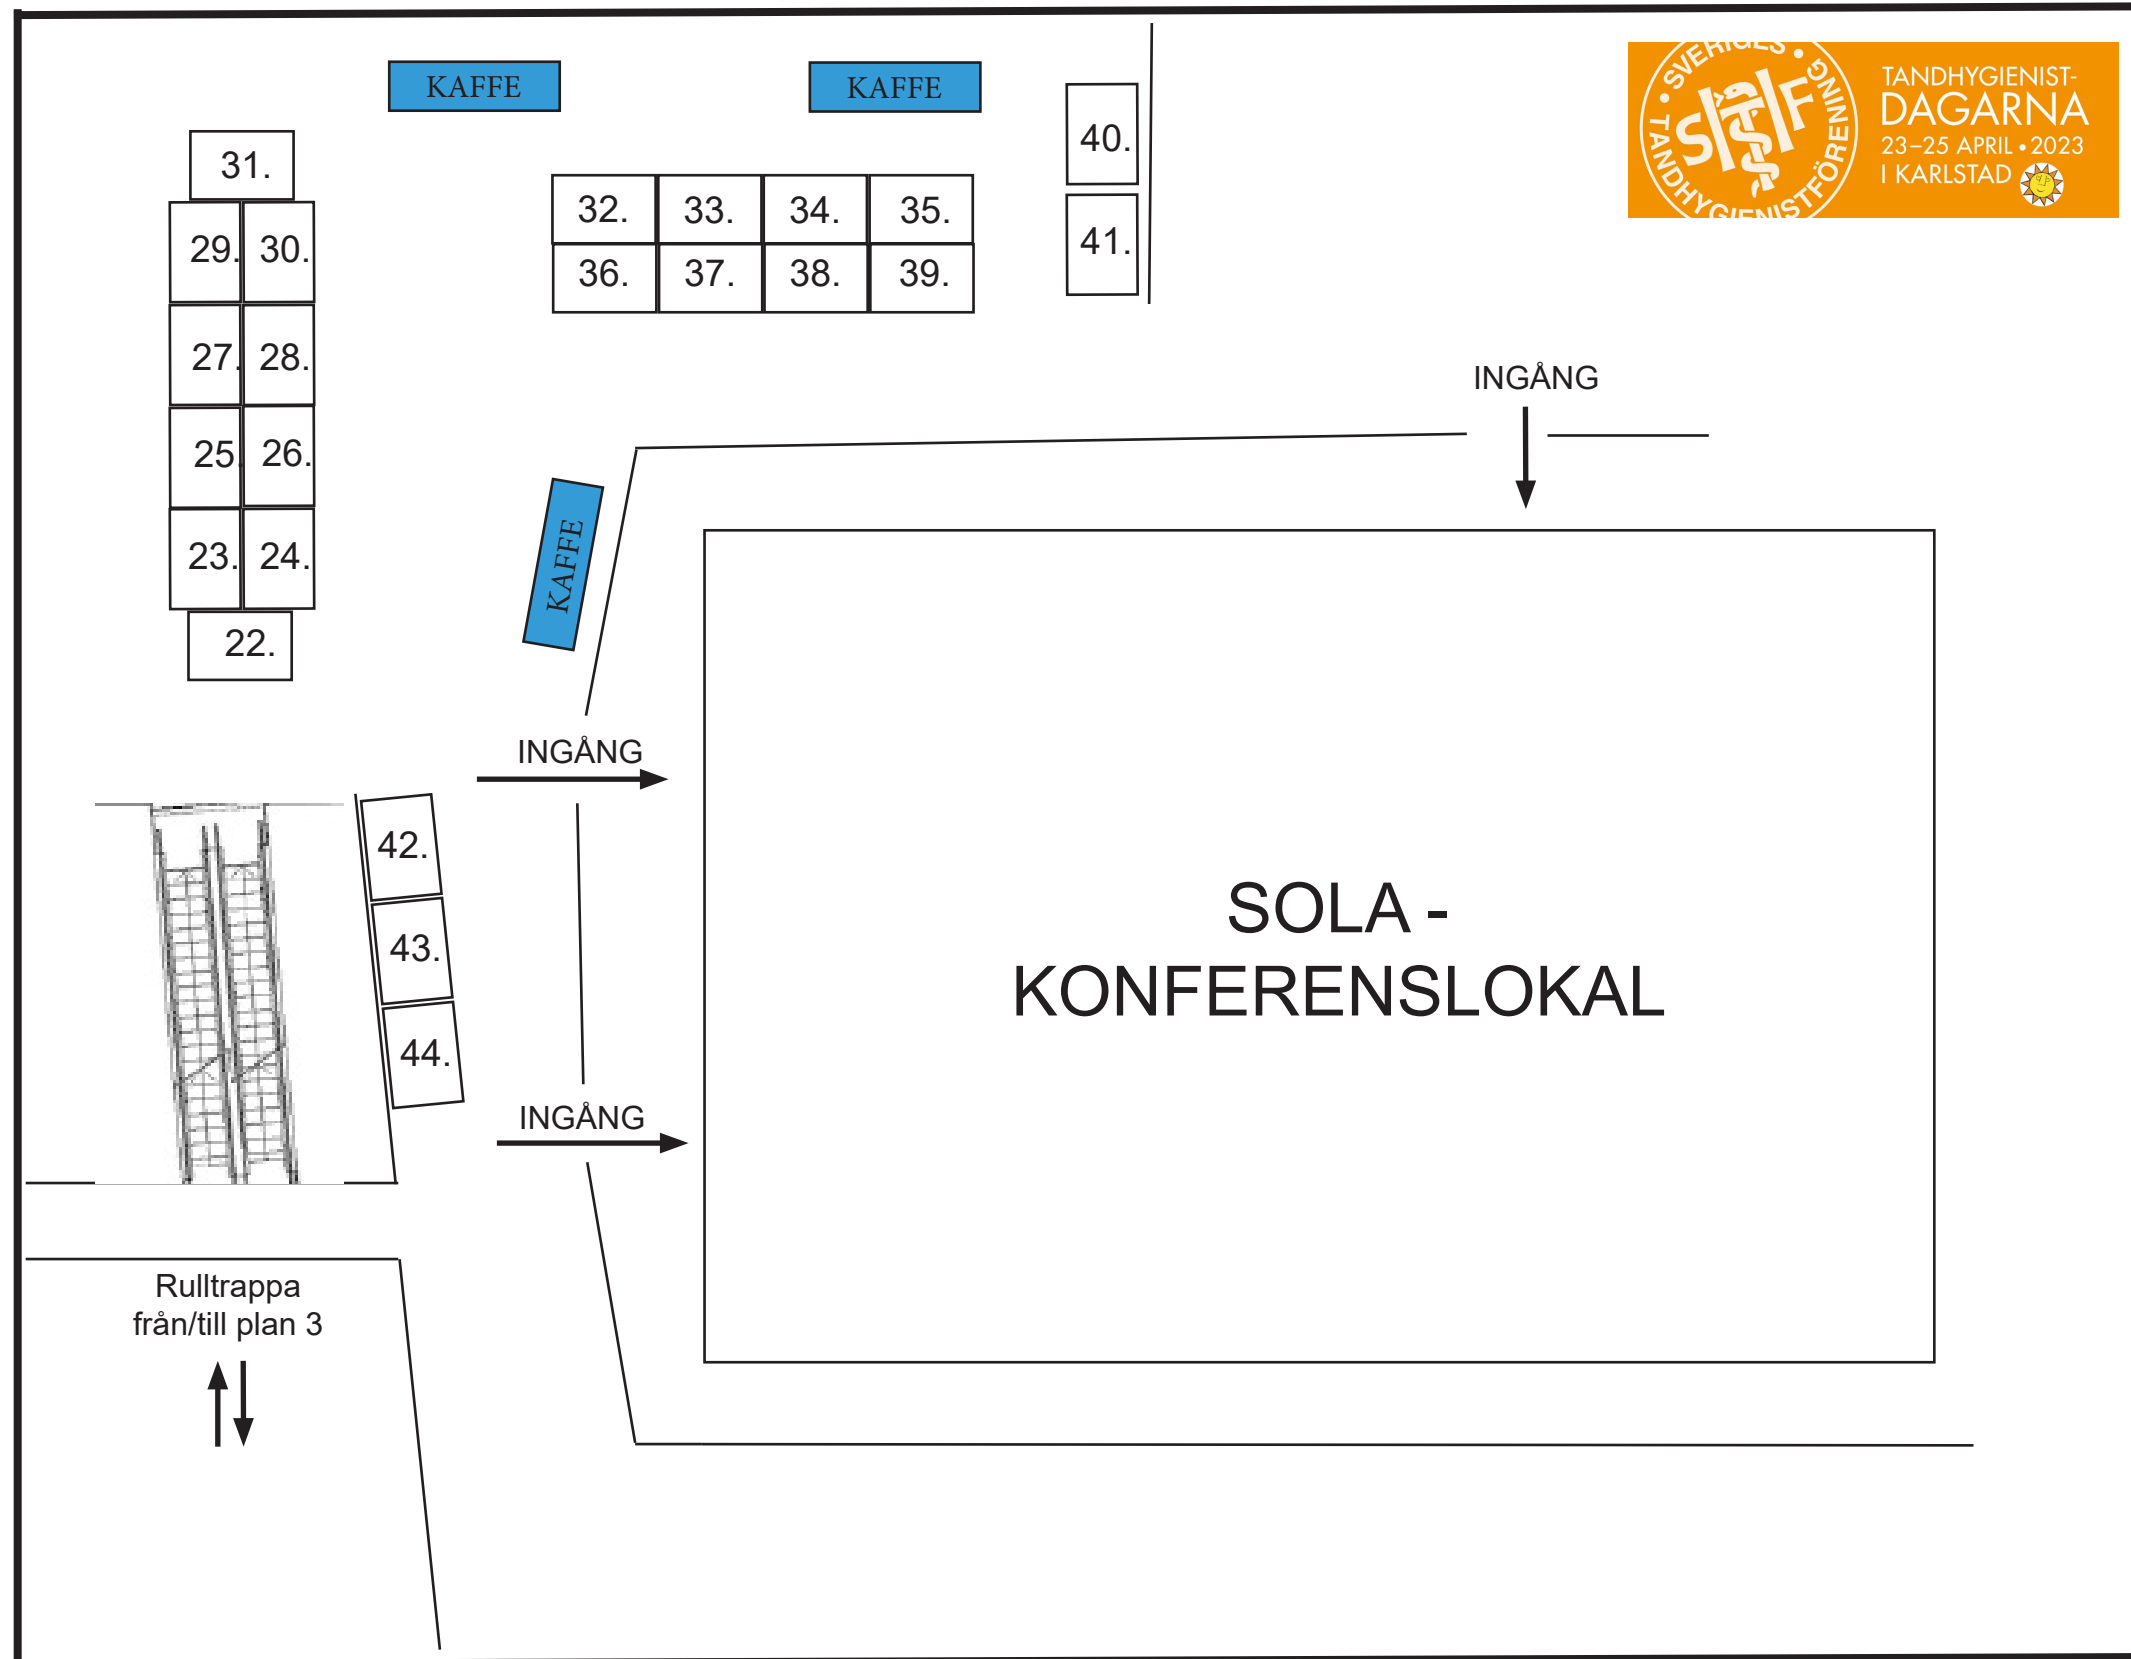 KAFFE
KAFFE
SVERIGES • TANDHYGIENISTFÖRENING •
STF
TANDHYGIENIST-
DAGARNA
23–25 APRIL • 2023
I KARLSTAD
31.
40.
32. 33. 34. 35.
29. 30.
41.
36. 37. 38. 39.
27. 28.
INGÅNG
25. 26.
KAFFE
23. 24.
22.
INGÅNG
42.
43.
SOLA -
KONFERENSLOKAL
44.
INGÅNG
Rulltrappa
från/till plan 3